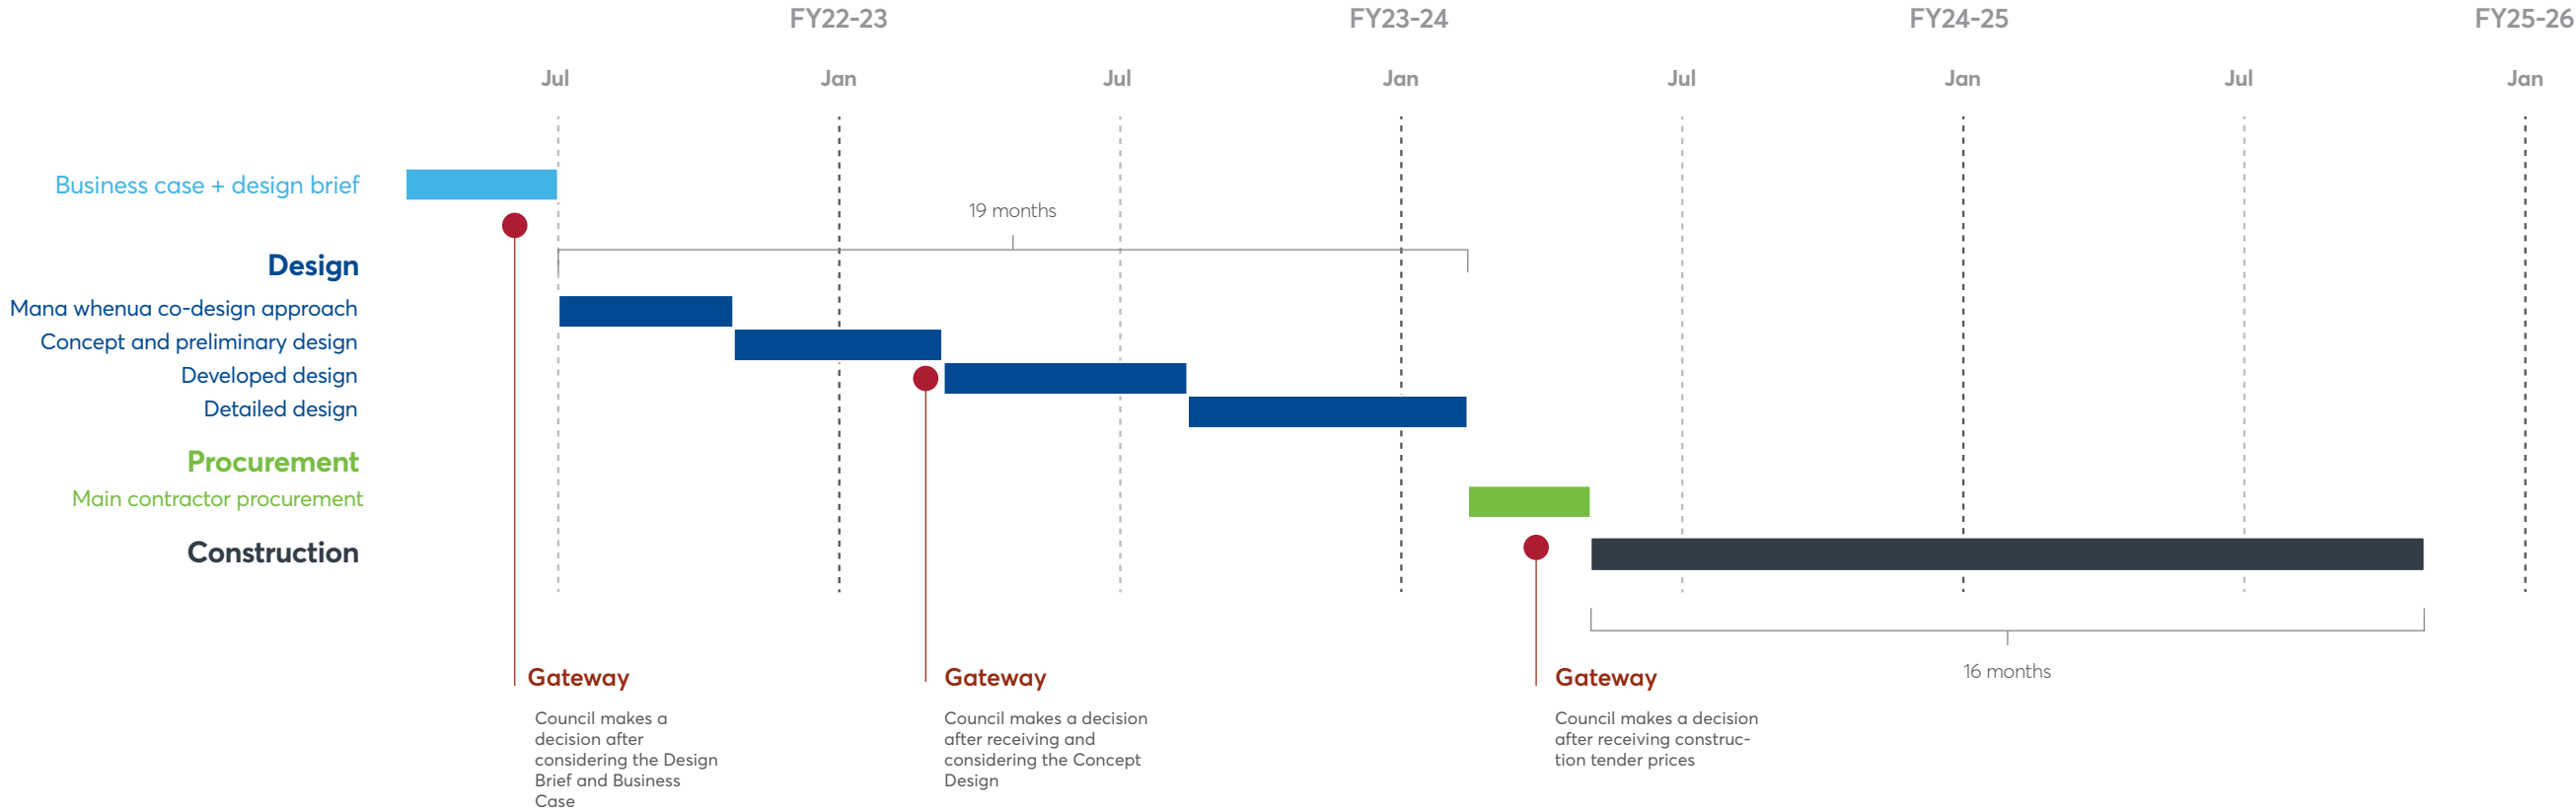 FY22-23 FY23-24 FY24-25 FY25-26
Jul Jan Jul Jan Jul Jan Jul Jan
Business case + design brief
19 months
Design
Mana whenua co-design approach
Concept and preliminary design
Developed design
Detailed design
Procurement
Main contractor procurement
Construction
16 months
Gateway
Council makes a
decision after
considering the Design
Brief and Business
Case
Gateway
Council makes a decision
after receiving and
considering the Concept
Design
Gateway
Council makes a decision
after receiving construc-
tion tender prices